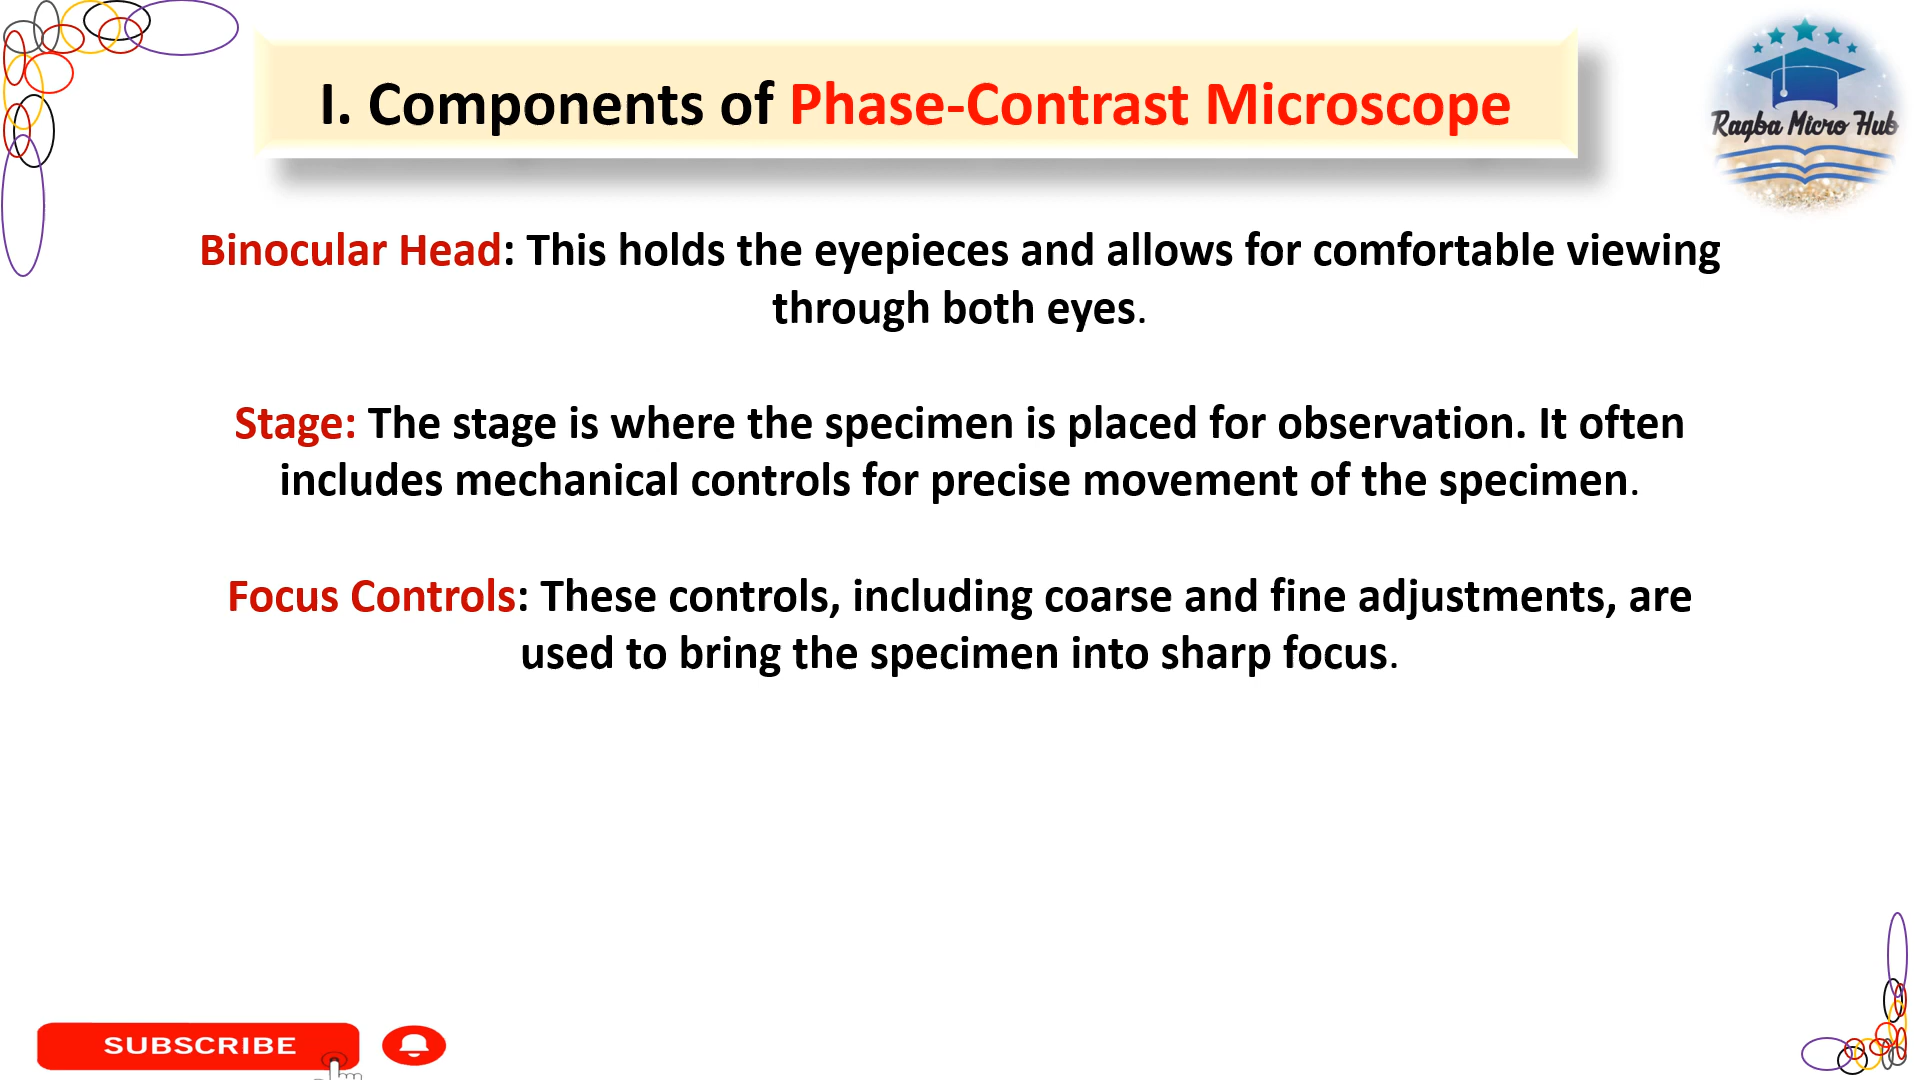 I. Components of Phase-Contrast Microscope
Ragba Micro Hub
Binocular Head: This holds the eyepieces and allows for comfortable viewing
through both eyes.
Stage: The stage is where the specimen is placed for observation. It often
includes mechanical controls for precise movement of the specimen.
Focus Controls: These controls, including coarse and fine adjustments, are
used to bring the specimen into sharp focus.
SUBSCRIBE